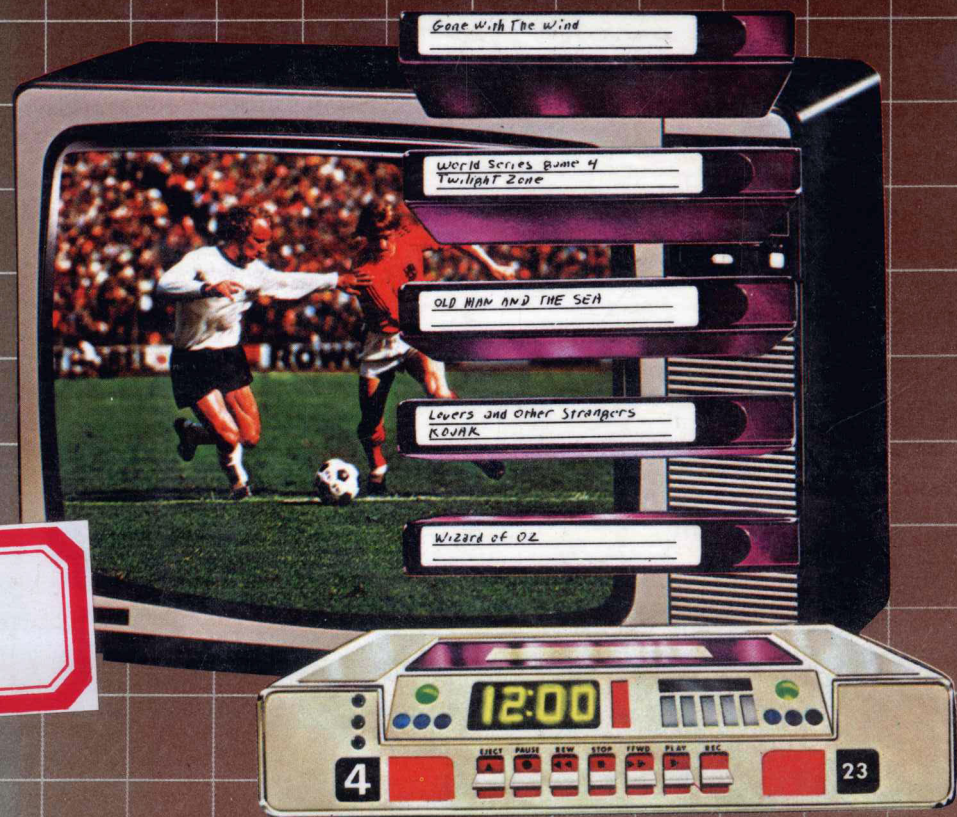 Gone with The Wind
World Series Game 4
TwilighT Zone
OLD MAN AND THE SEA
Lovers and other Strangers
KOJAK
Wizard of OZ
12:00
EJECT PAUSE REW STOP FFWD PLAY REC
4
23